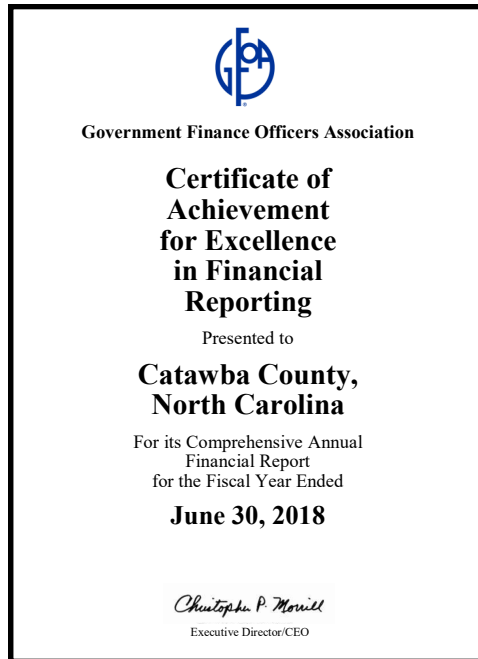 GFOA
®
Government Finance Officers Association
Certificate of
Achievement
for Excellence
in Financial
Reporting
Presented to
Catawba County,
North Carolina
For its Comprehensive Annual
Financial Report
for the Fiscal Year Ended
June 30, 2018
Christopher P. Morrill
Executive Director/CEO